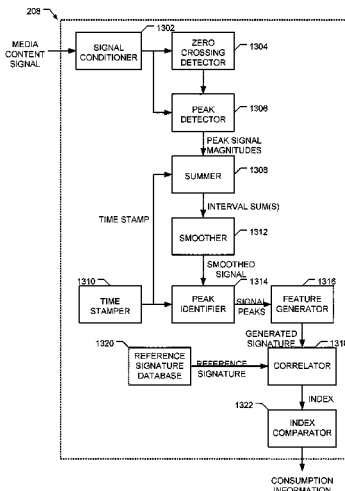 208
MEDIA
CONTENT
SIGNAL
1302
SIGNAL
CONDITIONER
1304
ZERO
CROSSING
DETECTOR
1306
PEAK
DETECTOR
PEAK SIGNAL
MAGNITUDES
1308
SUMMER
TIME STAMP
INTERVAL SUM(S)
1312
SMOOTHER
SMOOTHED
SIGNAL
1310
TIME
STAMPER
1314
PEAK
IDENTIFIER
SIGNAL
PEAKS
1316
FEATURE
GENERATOR
GENERATED
SIGNATURE
1318
1320
REFERENCE
SIGNATURE
DATABASE
REFERENCE
SIGNATURE
CORRELATOR
INDEX
1322
INDEX
COMPARATOR
CONSUMPTION
INFORMATION